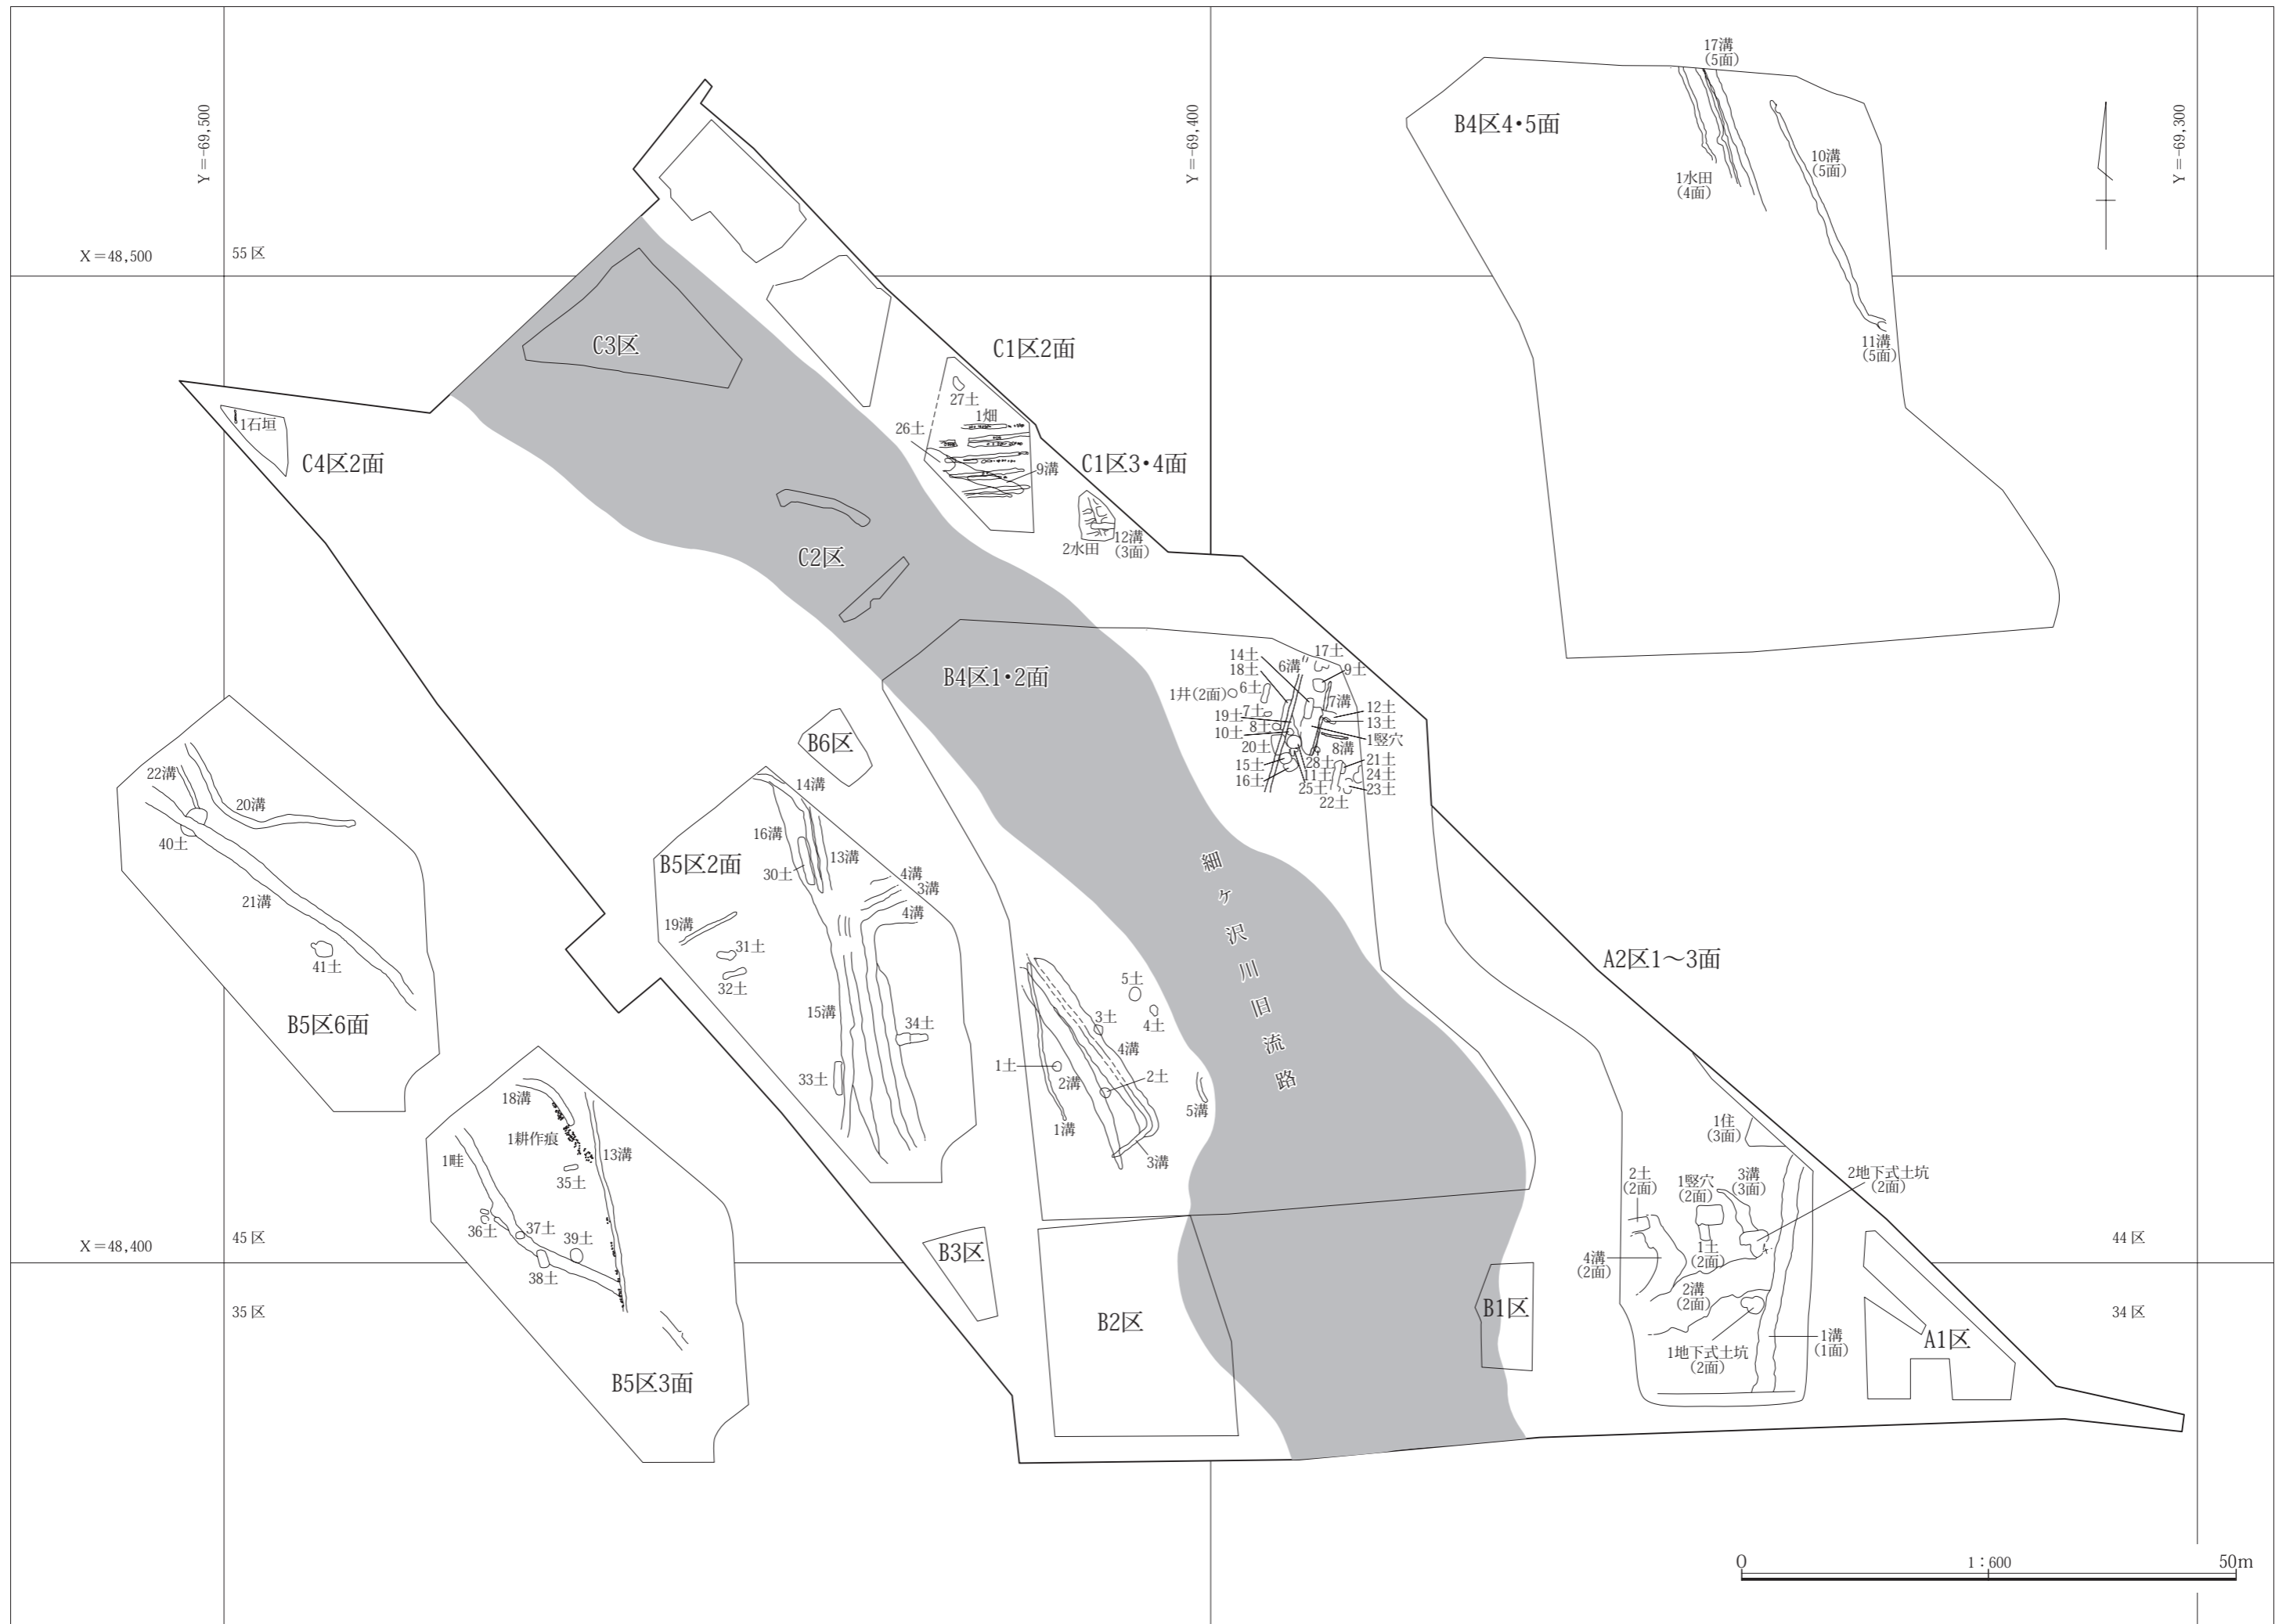 Y＝-69,500
Y＝-69,400
Y＝-69,300
X＝48,500
55 区
X＝48,400
45 区
35 区
44 区
34 区
B4区4・5面
17溝
(5面)
1水田
(4面)
10溝
(5面)
11溝
(5面)
C3区
C1区2面
27土
1畑
26土
9溝
C1区3・4面
2水田
12溝
(3面)
1石垣
C4区2面
C2区
B4区1・2面
14土
18土
6溝
17土
9土
1井(2面)
6土
7土
7溝
12土
19土
13土
8土
10土
1竪穴
20土
8溝
15土
28土
21土
16土
11土
24土
25土
23土
22土
B6区
22溝
20溝
40土
21溝
41土
B5区6面
14溝
16溝
B5区2面
13溝
30土
4溝
3溝
4溝
19溝
31土
32土
15溝
34土
33土
細ヶ沢川旧流路
5土
3土
4土
4溝
1土
2溝
2土
5溝
1溝
3溝
A2区1～3面
1住
(3面)
2土
(2面)
1竪穴
(2面)
3溝
(3面)
2地下式土坑
(2面)
4溝
(2面)
1土
(2面)
2溝
(2面)
1地下式土坑
(2面)
1溝
(1面)
A1区
18溝
1耕作痕
1畦
13溝
35土
36土
37土
39土
38土
B5区3面
B3区
B2区
B1区
0
1：600
50m